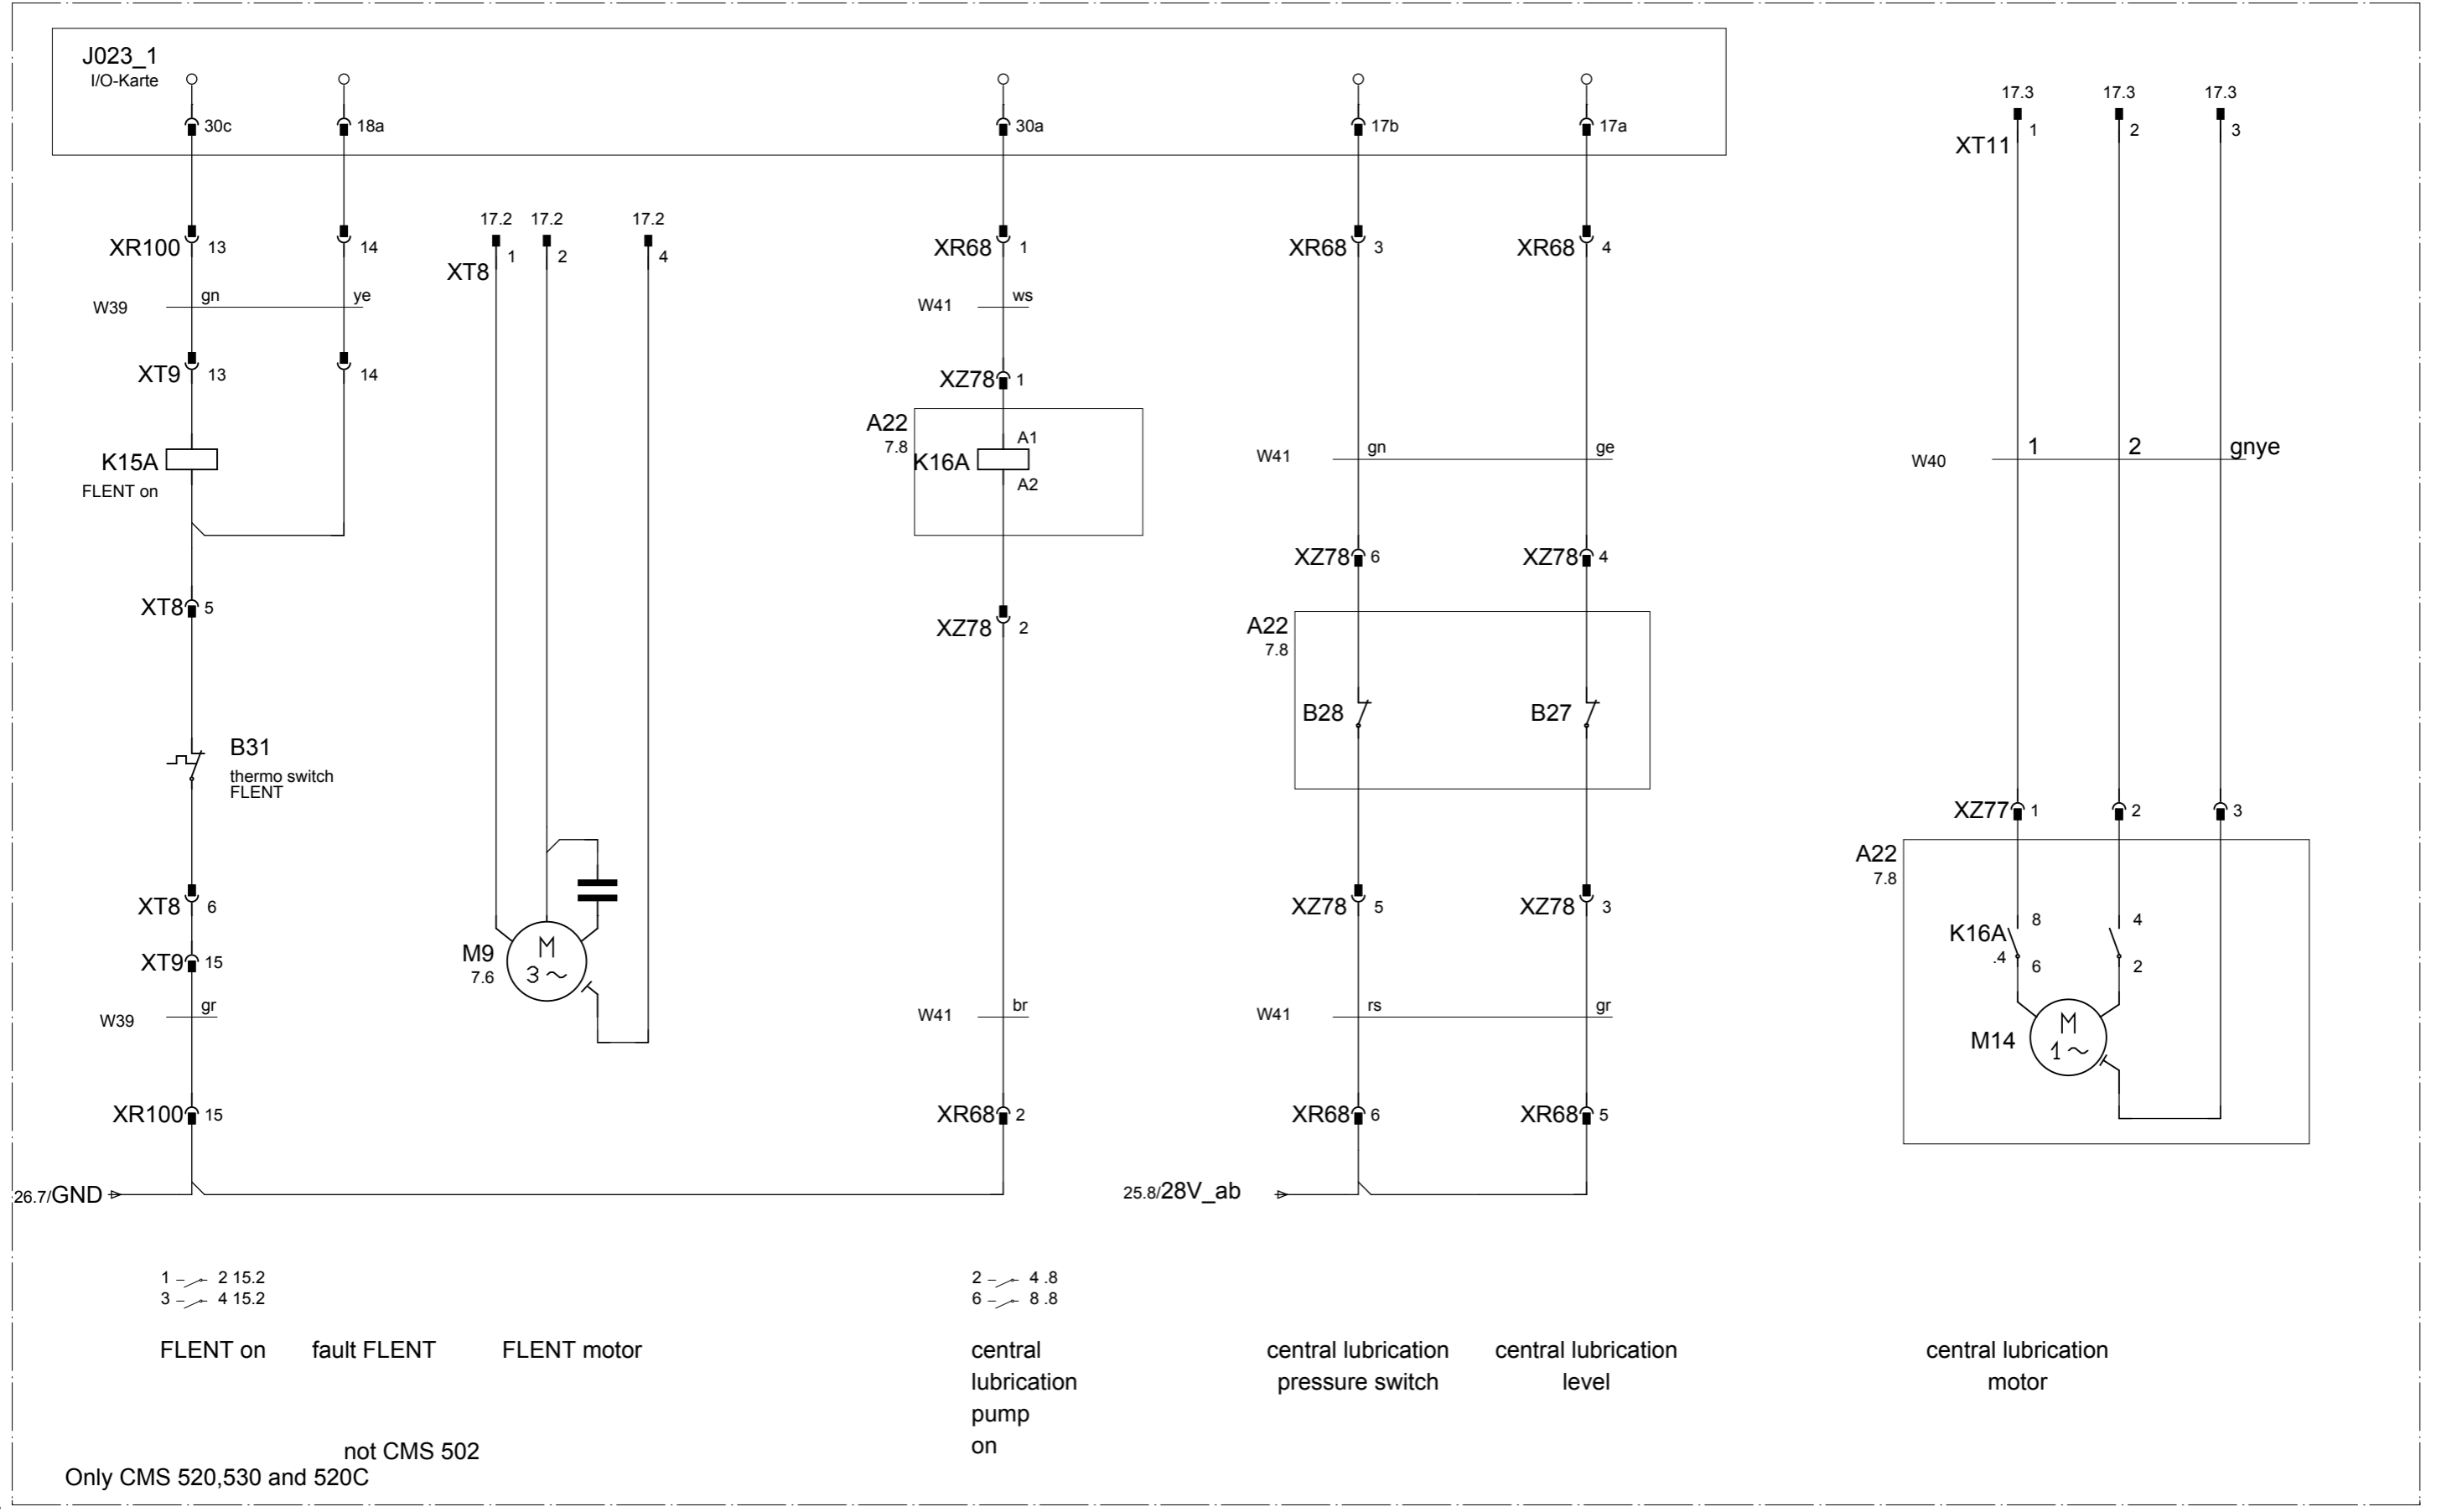 J023_1
I/O-Karte
30c
18a
30a
17b
17a
17.3
17.3
17.3
XT11
1
2
3
17.2
17.2
17.2
XR100
13
14
XT8
1
2
4
XR68
1
XR68
3
XR68
4
W39
gn
ye
W41
ws
XT9
13
14
XZ78
1
A22
7.8
K16A
A1
A2
K15A
FLENT on
W41
gn
ge
W40
1
2
gnye
XZ78
6
XZ78
4
XT8
5
XZ78
2
A22
7.8
B28
B27
B31
thermo switch
FLENT
XZ77
1
2
3
A22
7.8
XT8
6
XZ78
5
XZ78
3
K16A
.4
8
6
4
2
M9
7.6
M
3~
XT9
15
W39
gr
W41
br
W41
rs
gr
M14
M
1~
XR100
15
XR68
2
XR68
6
XR68
5
26.7/GND
25.8/28V_ab
1 2 15.2
3 4 15.2
2 4 .8
6 8 .8
FLENT on
fault FLENT
FLENT motor
central
lubrication
pump
on
central lubrication
pressure switch
central lubrication
level
central lubrication
motor
not CMS 502
Only CMS 520,530 and 520C